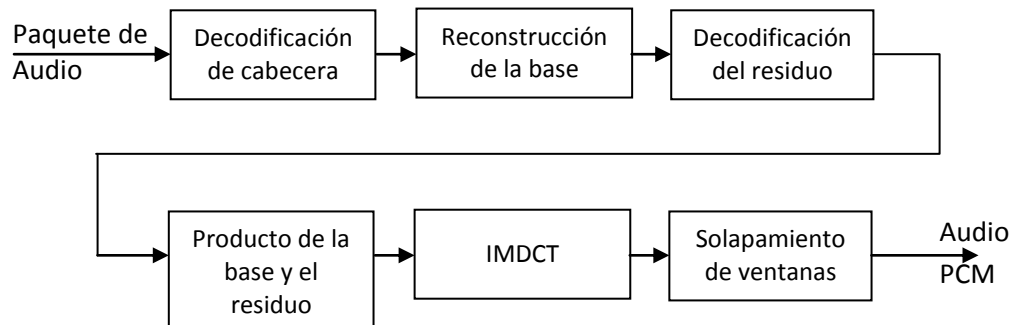 Paquete de
Audio
Decodificación
de cabecera
Reconstrucción
de la base
Decodificación
del residuo
Producto de la
base y el
residuo
IMDCT
Solapamiento
de ventanas
Audio
PCM